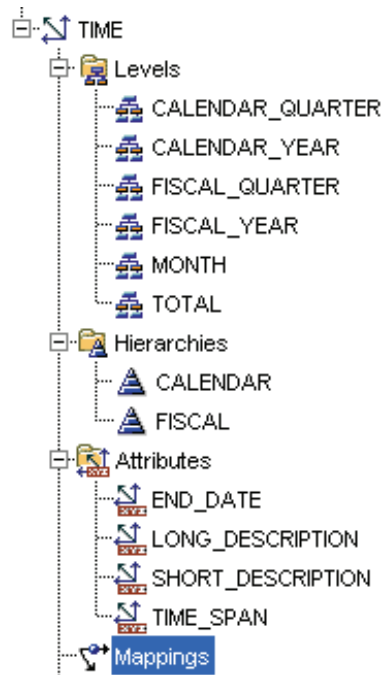 TIME
Levels
CALENDAR_QUARTER
CALENDAR_YEAR
FISCAL_QUARTER
FISCAL_YEAR
MONTH
TOTAL
Hierarchies
CALENDAR
FISCAL
Attributes
END_DATE
LONG_DESCRIPTION
SHORT_DESCRIPTION
TIME_SPAN
Mappings